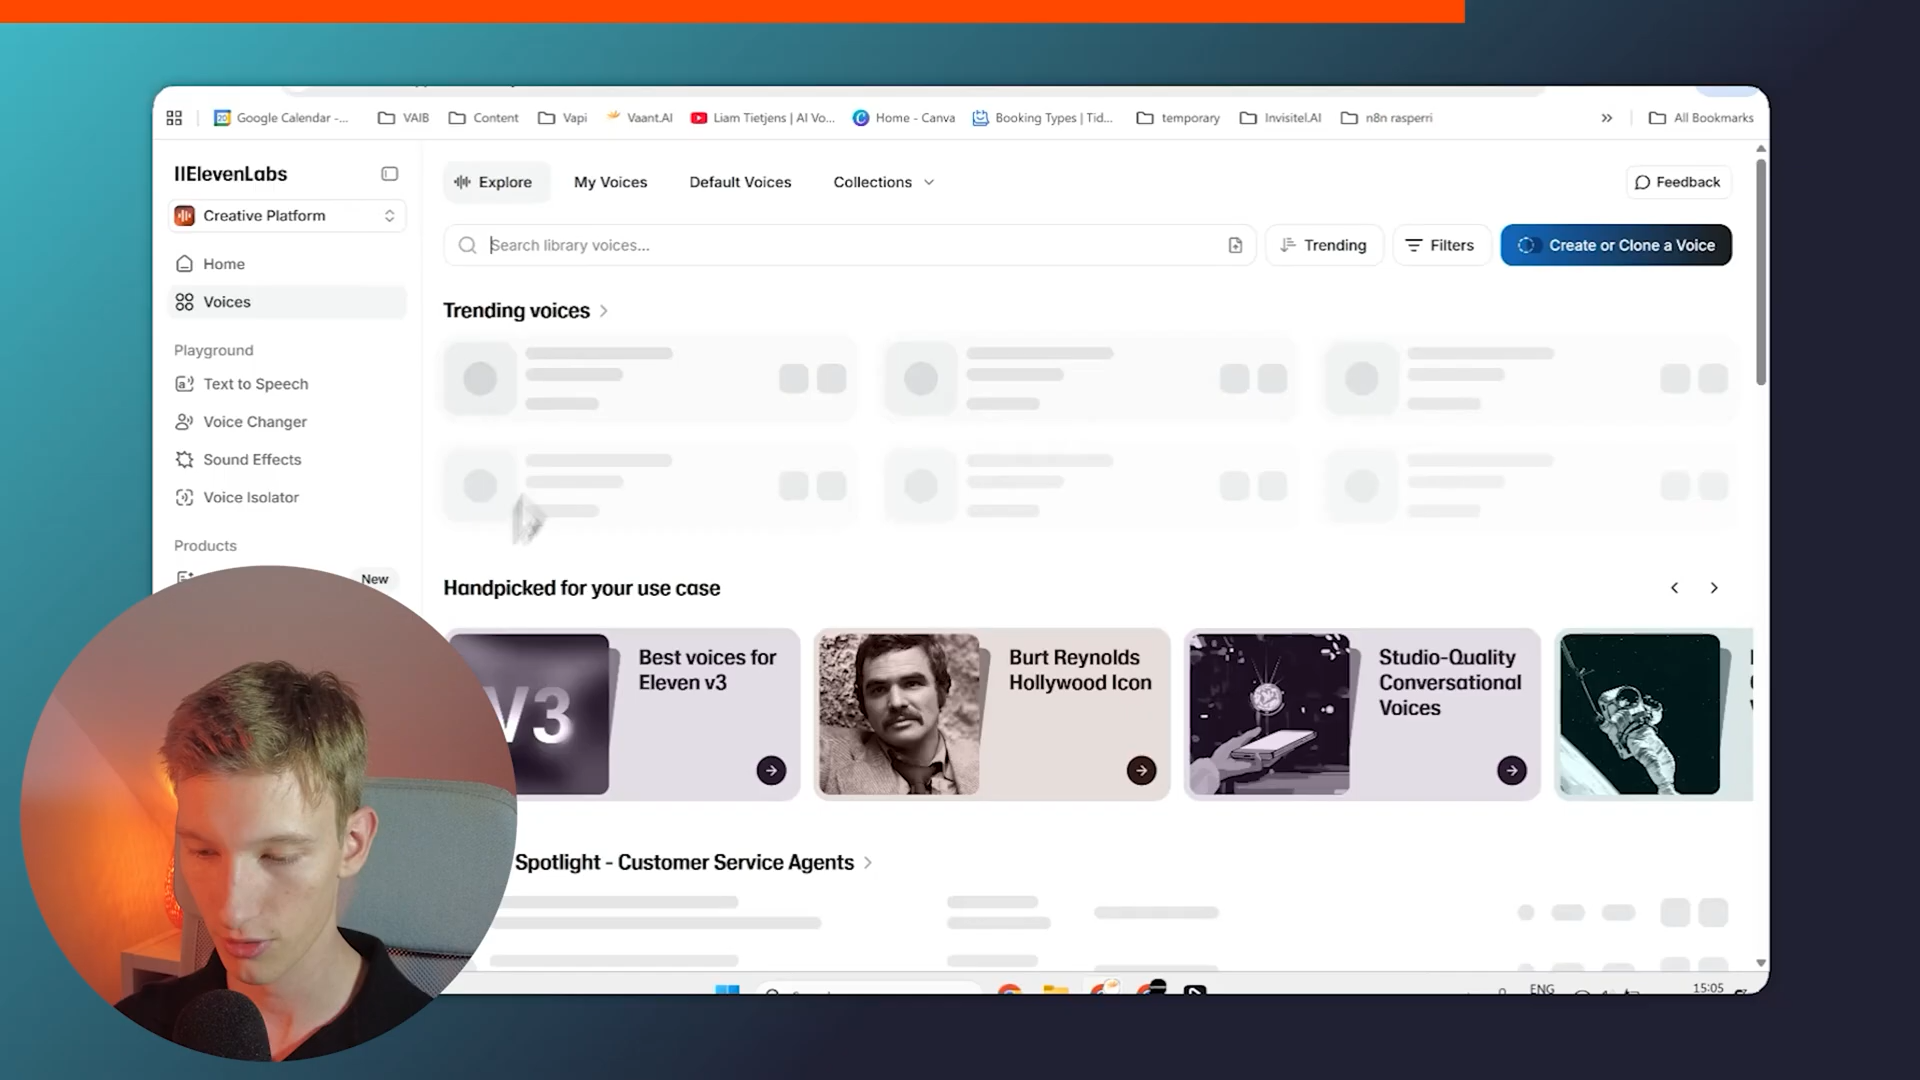 Google Calendar -...
VAIB
Content
Vapi
Vaant.AI
Liam Tietjens | AI Vo...
Home - Canva
Booking Types | Tid...
temporary
Invisitel.AI
n8n rasperri
All Bookmarks
IIElevenLabs
Creative Platform
Home
Voices
Playground
Text to Speech
Voice Changer
Sound Effects
Voice Isolator
Products
New
Explore
My Voices
Default Voices
Collections
Feedback
Search library voices...
Trending
Filters
Create or Clone a Voice
Trending voices
Handpicked for your use case
V3
Best voices for
Eleven v3
Burt Reynolds
Hollywood Icon
Studio-Quality
Conversational
Voices
Spotlight - Customer Service Agents
ENG
15:05